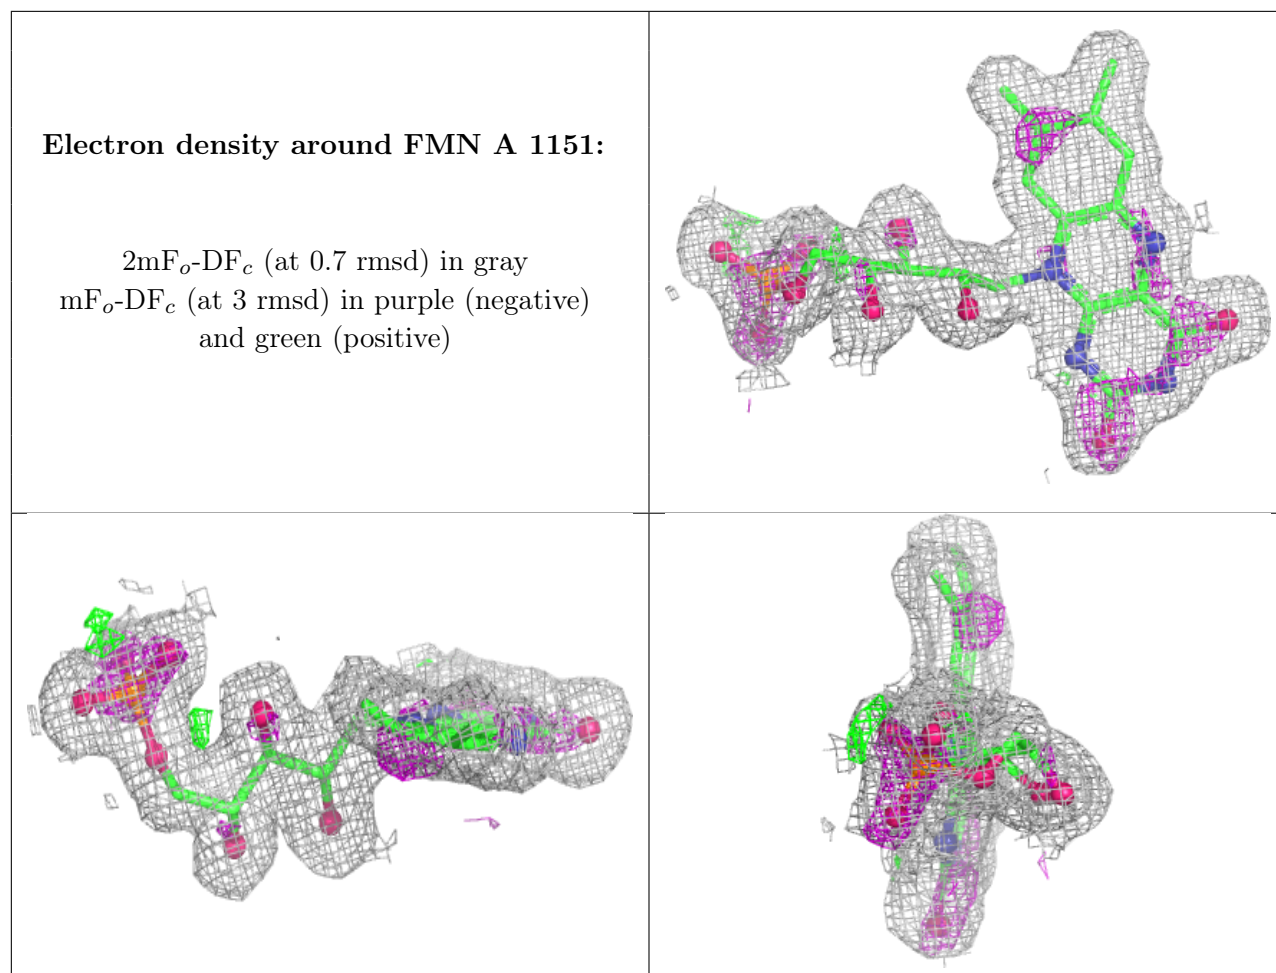 Electron density around FMN A 1151:
2mFo-DFc (at 0.7 rmsd) in gray
mFo-DFc (at 3 rmsd) in purple (negative)
and green (positive)